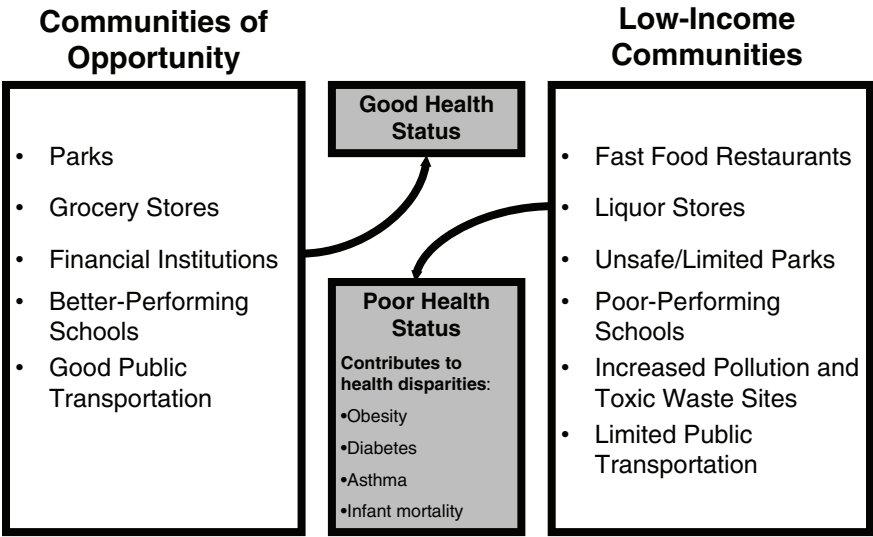 Communities of
Opportunity
• Parks
• Grocery Stores
• Financial Institutions
• Better-Performing
Schools
• Good Public
Transportation
Good Health
Status
Poor Health
Status
Contributes to
health disparities:
•Obesity
•Diabetes
•Asthma
•Infant mortality
Low-Income
Communities
• Fast Food Restaurants
• Liquor Stores
• Unsafe/Limited Parks
• Poor-Performing
Schools
• Increased Pollution and
Toxic Waste Sites
• Limited Public
Transportation